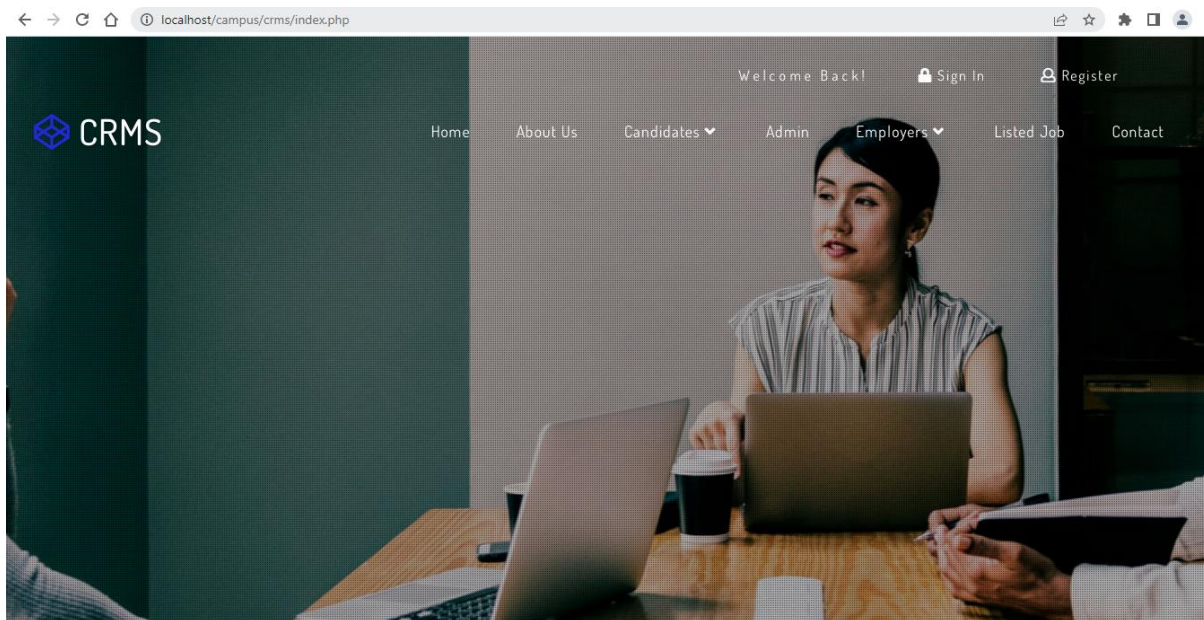 localhost/campus/crms/index.php
Welcome Back! Sign In Register
CRMS
Home About Us Candidates Admin Employers Listed Job Contact